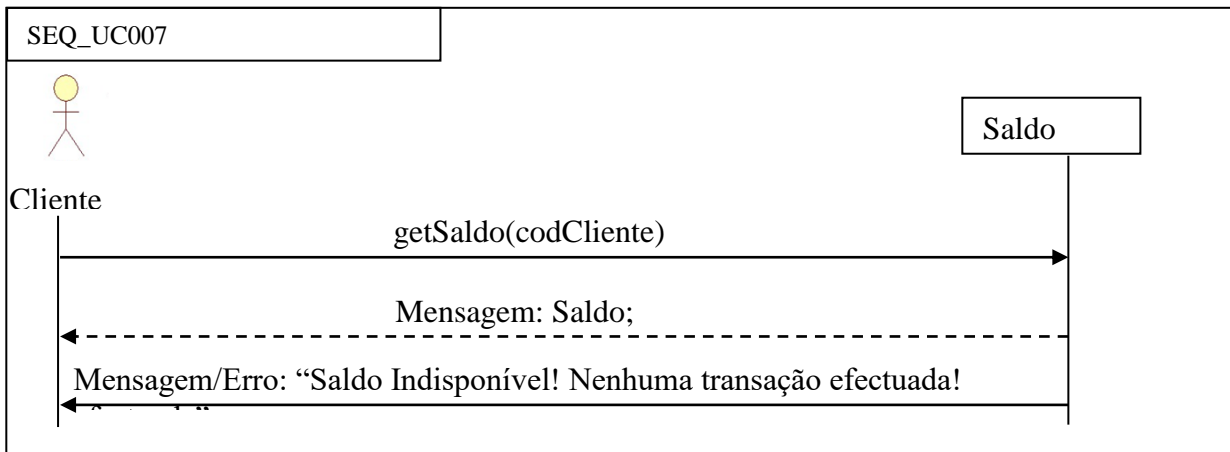 SEQ_UC007
Saldo
Cliente
getSaldo(codCliente)
Mensagem: Saldo;
Mensagem/Erro: “Saldo Indisponível! Nenhuma transação efectuada!